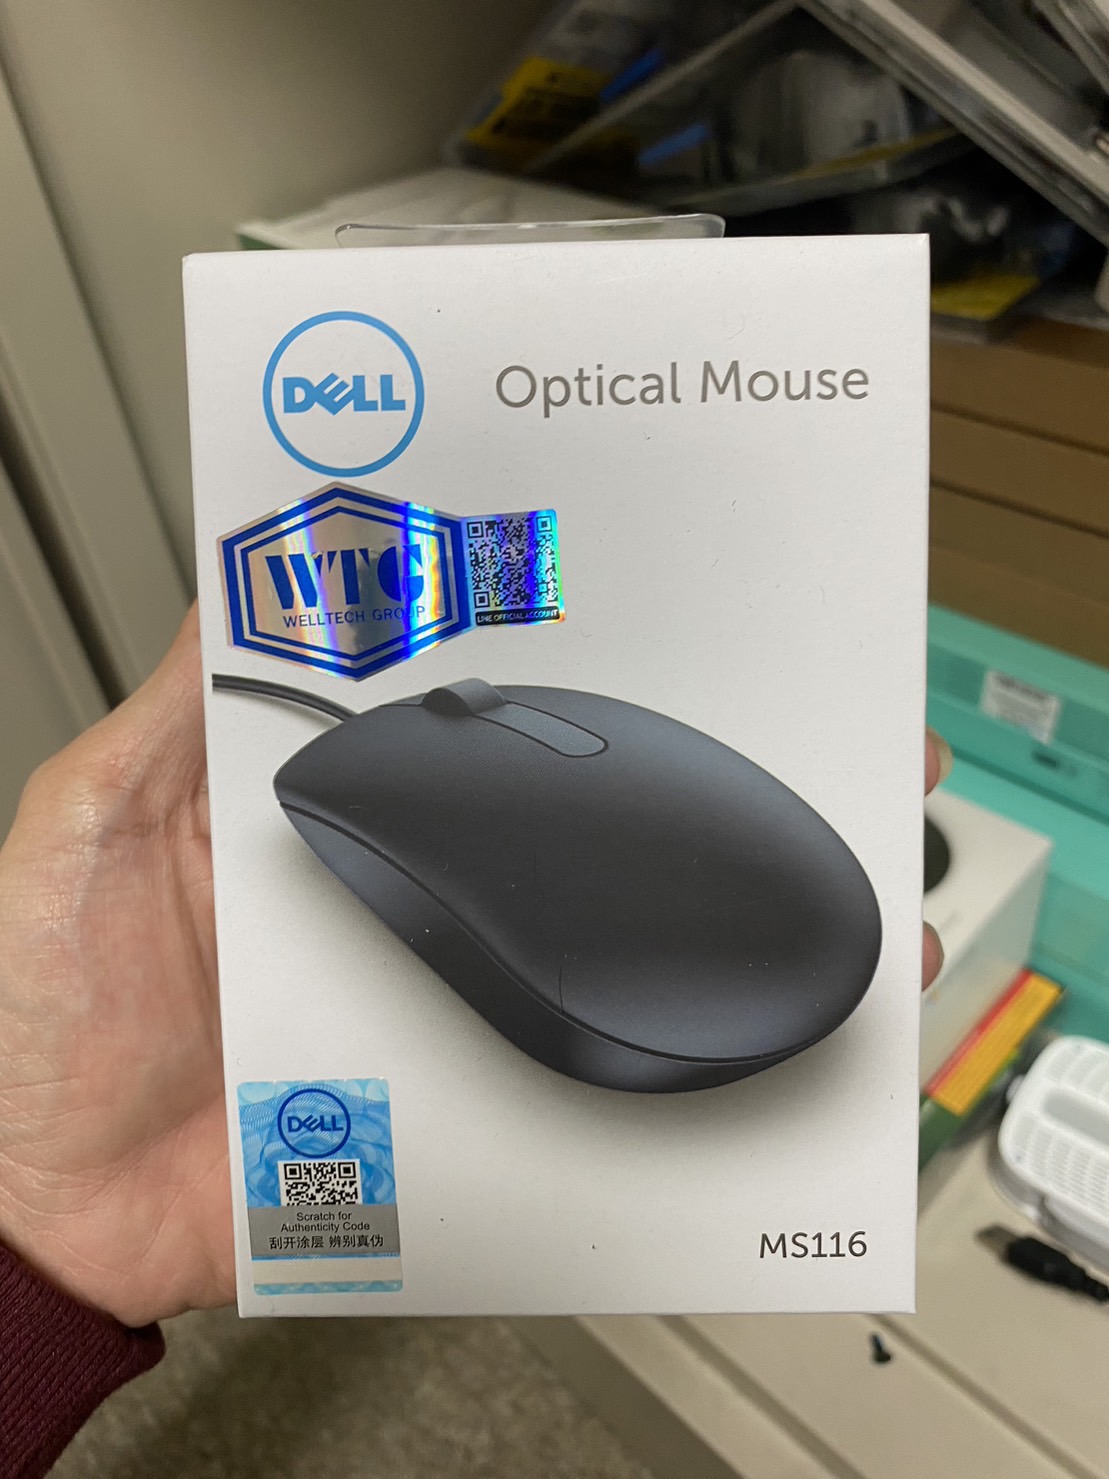 DELL
Optical Mouse
WTG
WELLTECH GROUP
LINE OFFICIAL ACCOUNT
DELL
Scratch for
Authenticity Code
刮开涂层 辨别真伪
MS116